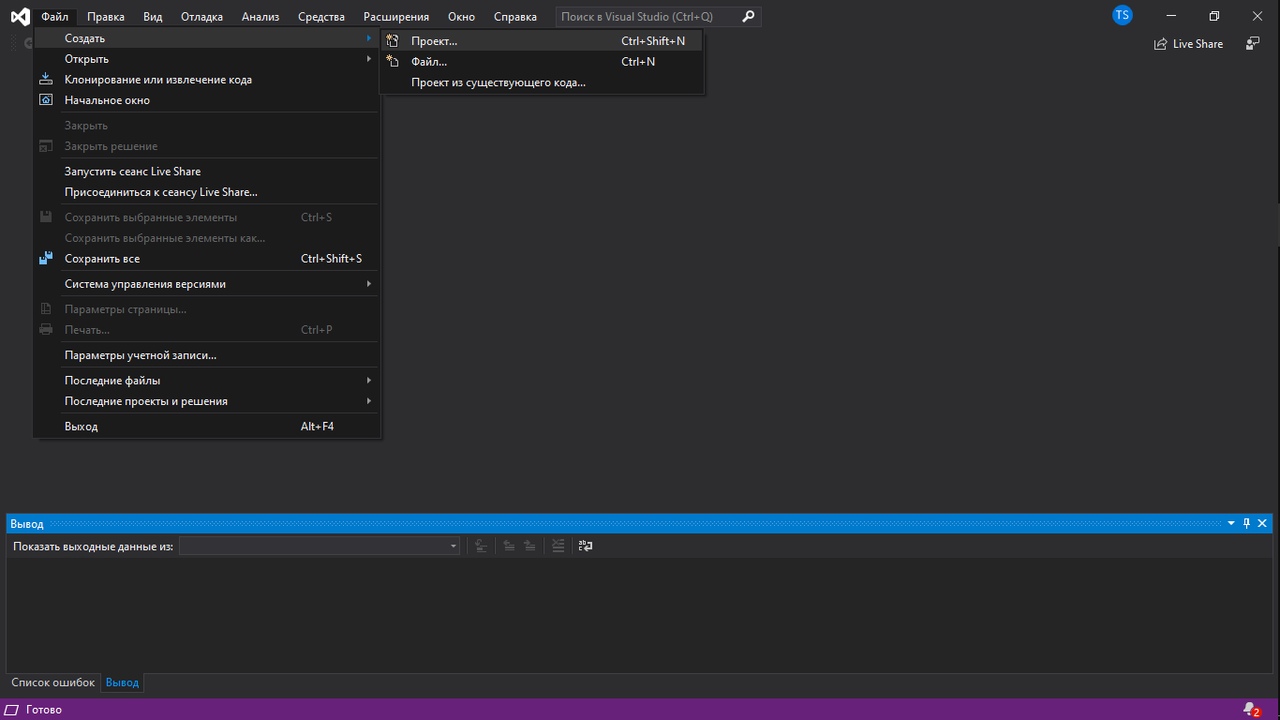 Файл Правка Вид Отладка Анализ Средства Расширения Окно Справка Поиск в Visual Studio (Ctrl+Q) TS
Live Share
Создать
Проект... Ctrl+Shift+N
Файл... Ctrl+N
Проект из существующего кода...
Открыть
Клонирование или извлечение кода
Начальное окно
Закрыть
Закрыть решение
Запустить сеанс Live Share
Присоединиться к сеансу Live Share...
Сохранить выбранные элементы Ctrl+S
Сохранить выбранные элементы как...
Сохранить все Ctrl+Shift+S
Система управления версиями
Параметры страницы...
Печать... Ctrl+P
Параметры учетной записи...
Последние файлы
Последние проекты и решения
Выход Alt+F4
Вывод
Показать выходные данные из:
Список ошибок Вывод
Готово 2